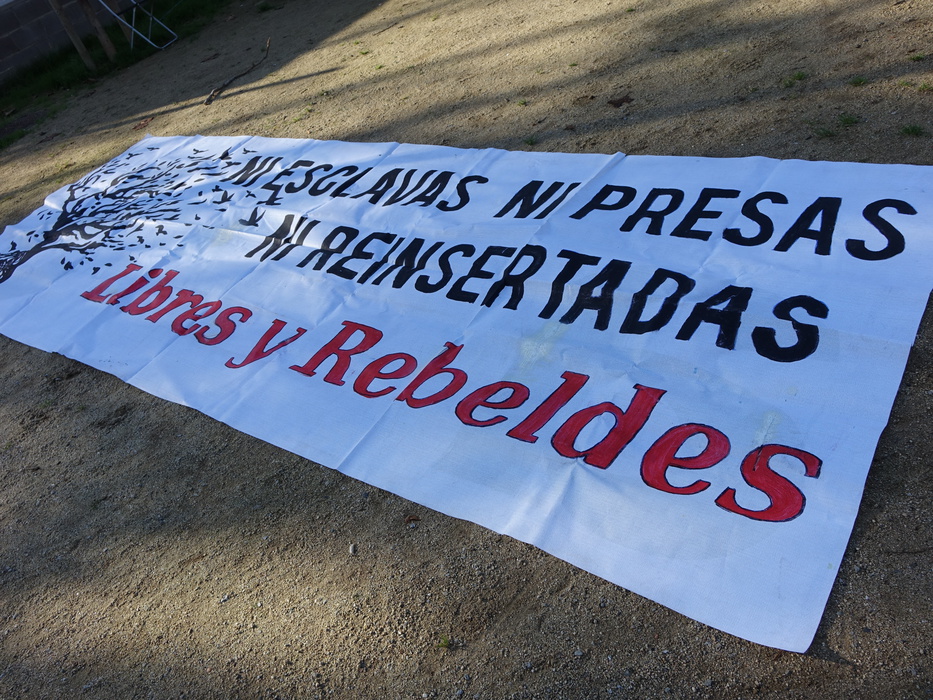 NI ESCLAVAS NI PRESAS
NI REINSERTADAS
Libres y Rebeldes